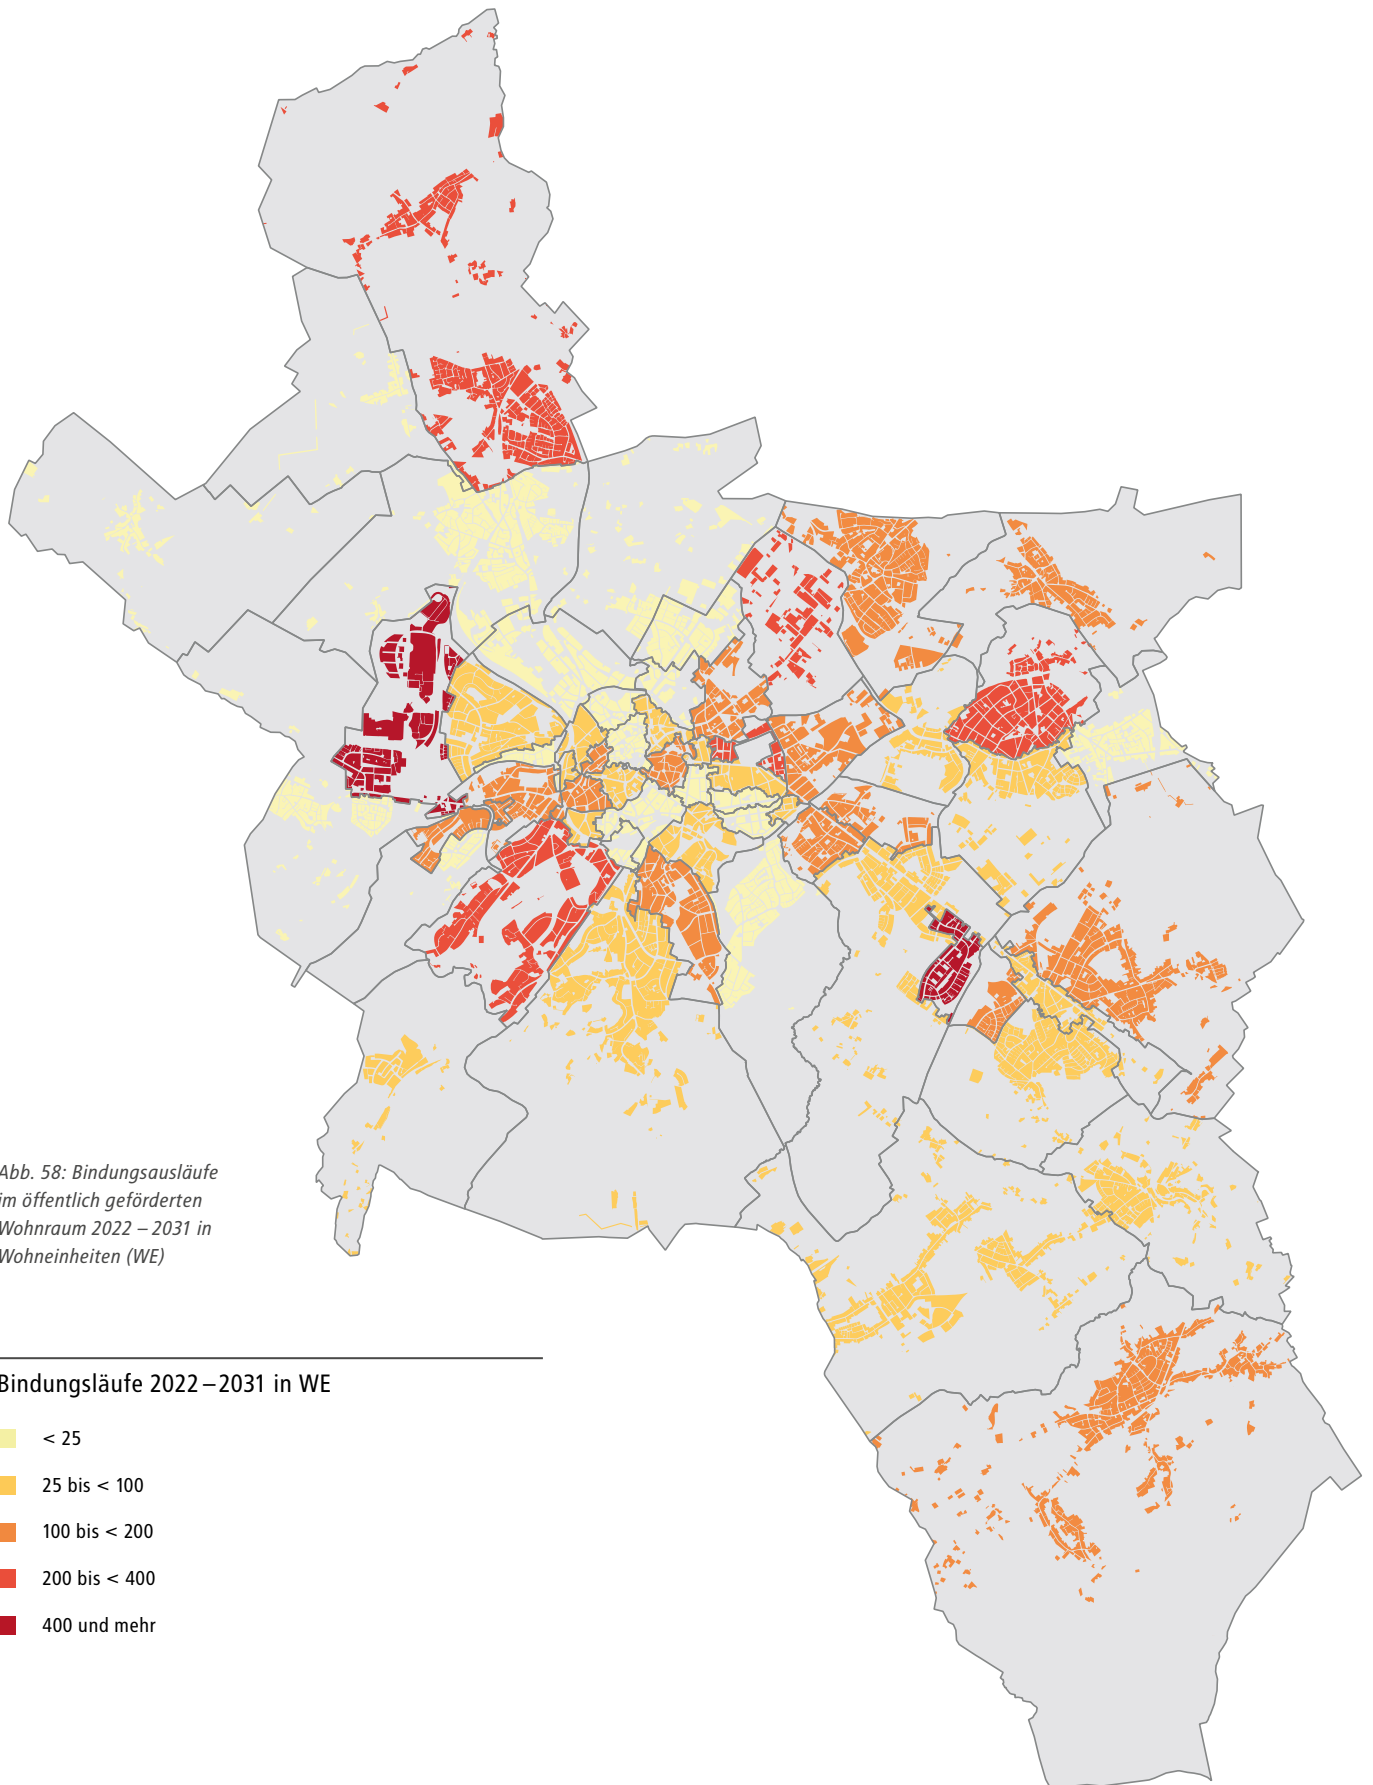 Abb. 58: Bindungsausläufe
im öffentlich geförderten
Wohnraum 2022 – 2031 in
Wohneinheiten (WE)
Bindungsläufe 2022 – 2031 in WE
< 25
25 bis < 100
100 bis < 200
200 bis < 400
400 und mehr